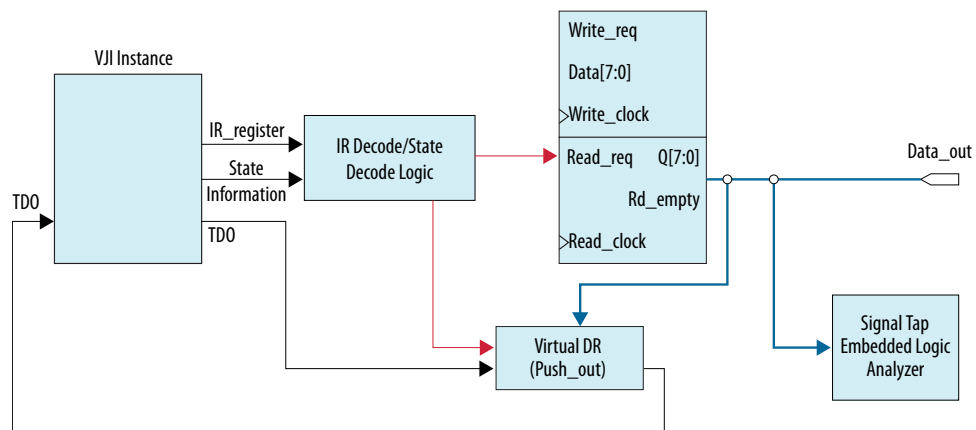 VJI Instance
IR_register
State
Information
TDO
TDO
IR Decode/State
Decode Logic
Write_req
Data[7:0]
Write_clock
Read_req Q[7:0]
Rd_empty
Read_clock
Data_out
Virtual DR
(Push_out)
Signal Tap
Embedded Logic
Analyzer